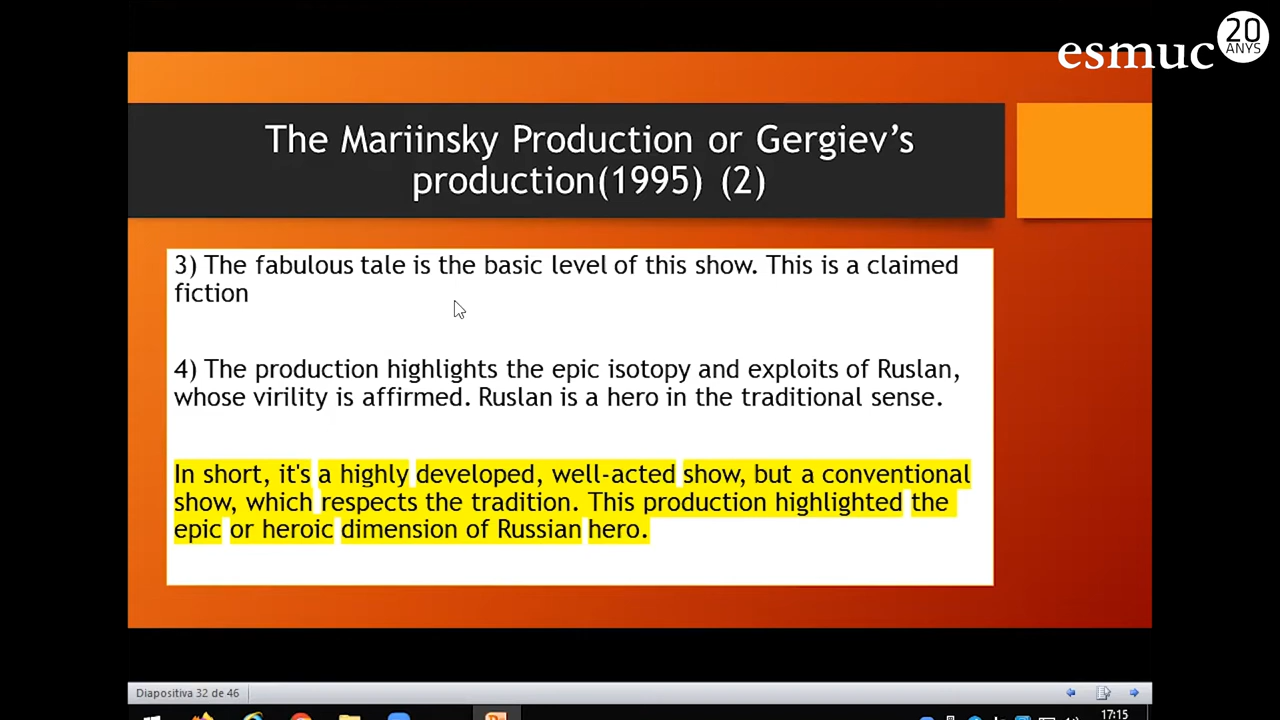 esmuc
20
ANYS
The Mariinsky Production or Gergiev’s
production(1995) (2)
3) The fabulous tale is the basic level of this show. This is a claimed
fiction
4) The production highlights the epic isotopy and exploits of Ruslan,
whose virility is affirmed. Ruslan is a hero in the traditional sense.
In short, it's a highly developed, well-acted show, but a conventional
show, which respects the tradition. This production highlighted the
epic or heroic dimension of Russian hero.
Diapositiva 32 de 46
17:15